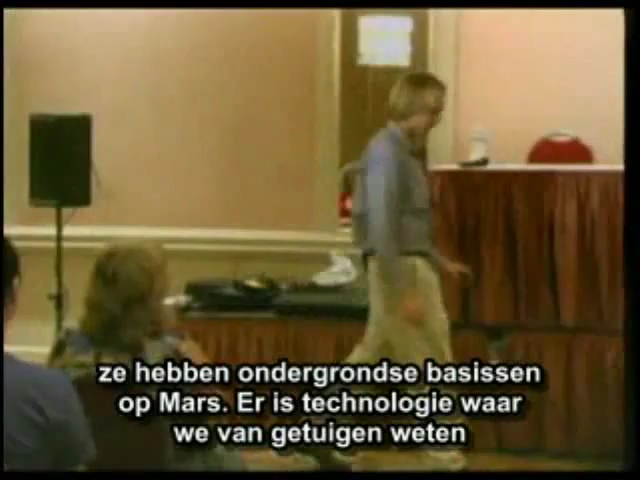 ze hebben ondergrondse basissen
op Mars. Er is technologie waar
we van getuigen weten